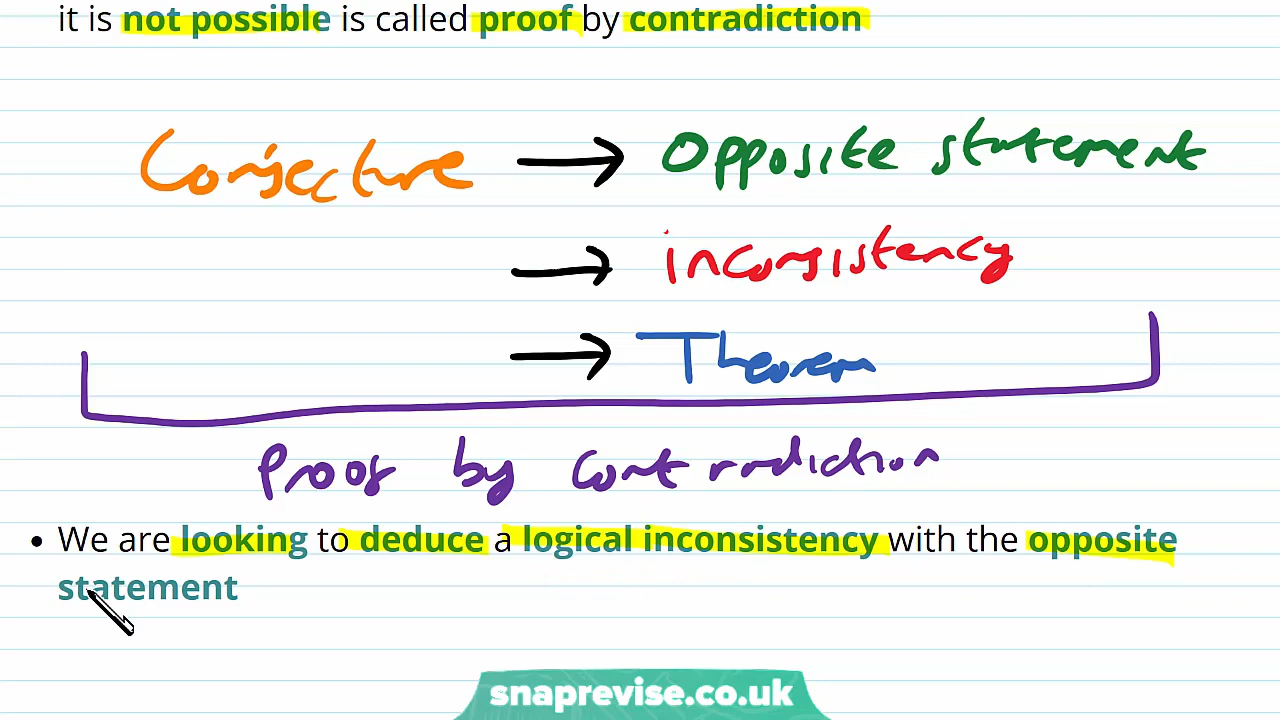 it is not possible is called proof by contradiction
Conjecture → Opposite statement
→ inconsistency
→ Theorem
Proof by contradiction
• We are looking to deduce a logical inconsistency with the opposite
statement
snaprevise.co.uk